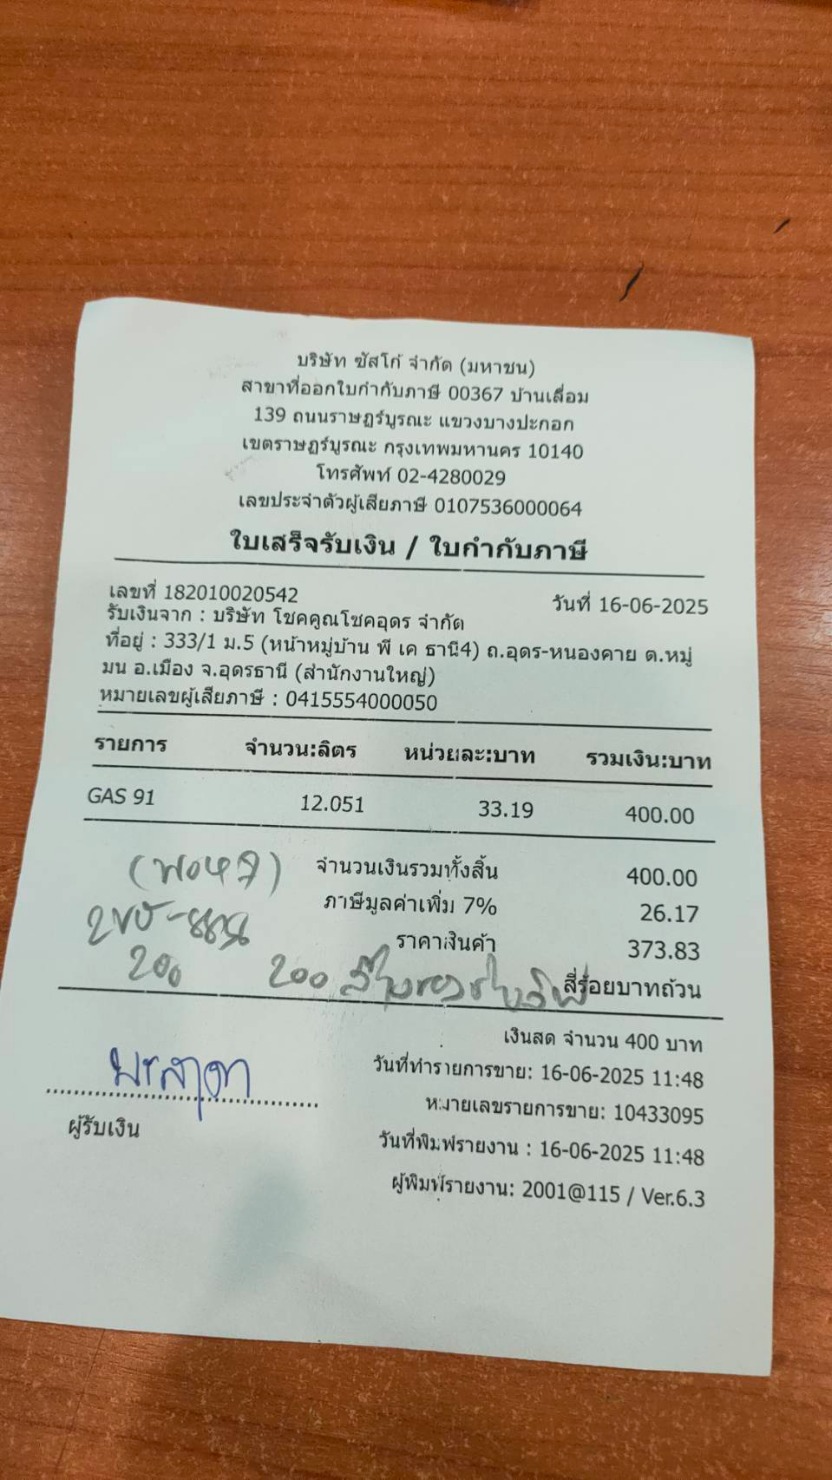 บริษัท ซัสโก้ จำกัด (มหาชน)
สาขาที่ออกใบกำกับภาษี 00367 บ้านเลื่อม
139 ถนนราษฎร์บูรณะ แขวงบางปะกอก
เขตราษฎร์บูรณะ กรุงเทพมหานคร 10140
โทรศัพท์ 02-4280029
เลขประจำตัวผู้เสียภาษี 0107536000064
ใบเสร็จรับเงิน / ใบกำกับภาษี
เลขที่ 182010020542 วันที่ 16-06-2025
รับเงินจาก : บริษัท โชคคูณโชคอุดร จำกัด
ที่อยู่ : 333/1 ม.5 (หน้าหมู่บ้าน พี เค ธานี4) ถ.อุดร-หนองคาย ต.หมู
มน อ.เมือง จ.อุดรธานี (สำนักงานใหญ่)
หมายเลขผู้เสียภาษี : 0415554000050
รายการ จำนวน:ลิตร หน่วยละ:บาท รวมเงิน:บาท
GAS 91 12.051 33.19 400.00
จำนวนเงินรวมทั้งสิ้น 400.00
ภาษีมูลค่าเพิ่ม 7% 26.17
ราคาสินค้า 373.83
200 200 สี่ร้อยบาทถ้วน
เงินสด จำนวน 400 บาท
วันที่ทำรายการขาย: 16-06-2025 11:48
หมายเลขรายการขาย: 10433095
ผู้รับเงิน
วันที่พิมพ์รายงาน : 16-06-2025 11:48
ผู้พิมพ์รายงาน: 2001@115 / Ver.6.3